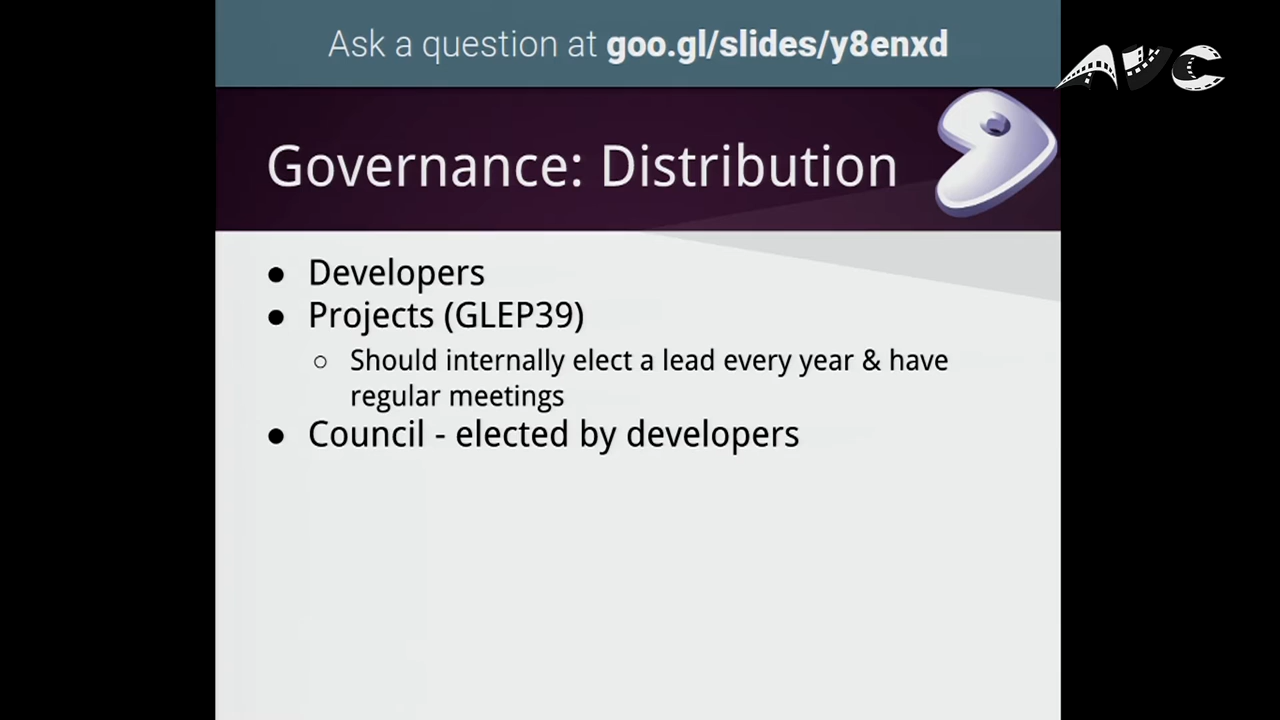 Ask a question at goo.gl/slides/y8enxd
AVC
Governance: Distribution
● Developers
● Projects (GLEP39)
○ Should internally elect a lead every year & have
regular meetings
● Council - elected by developers